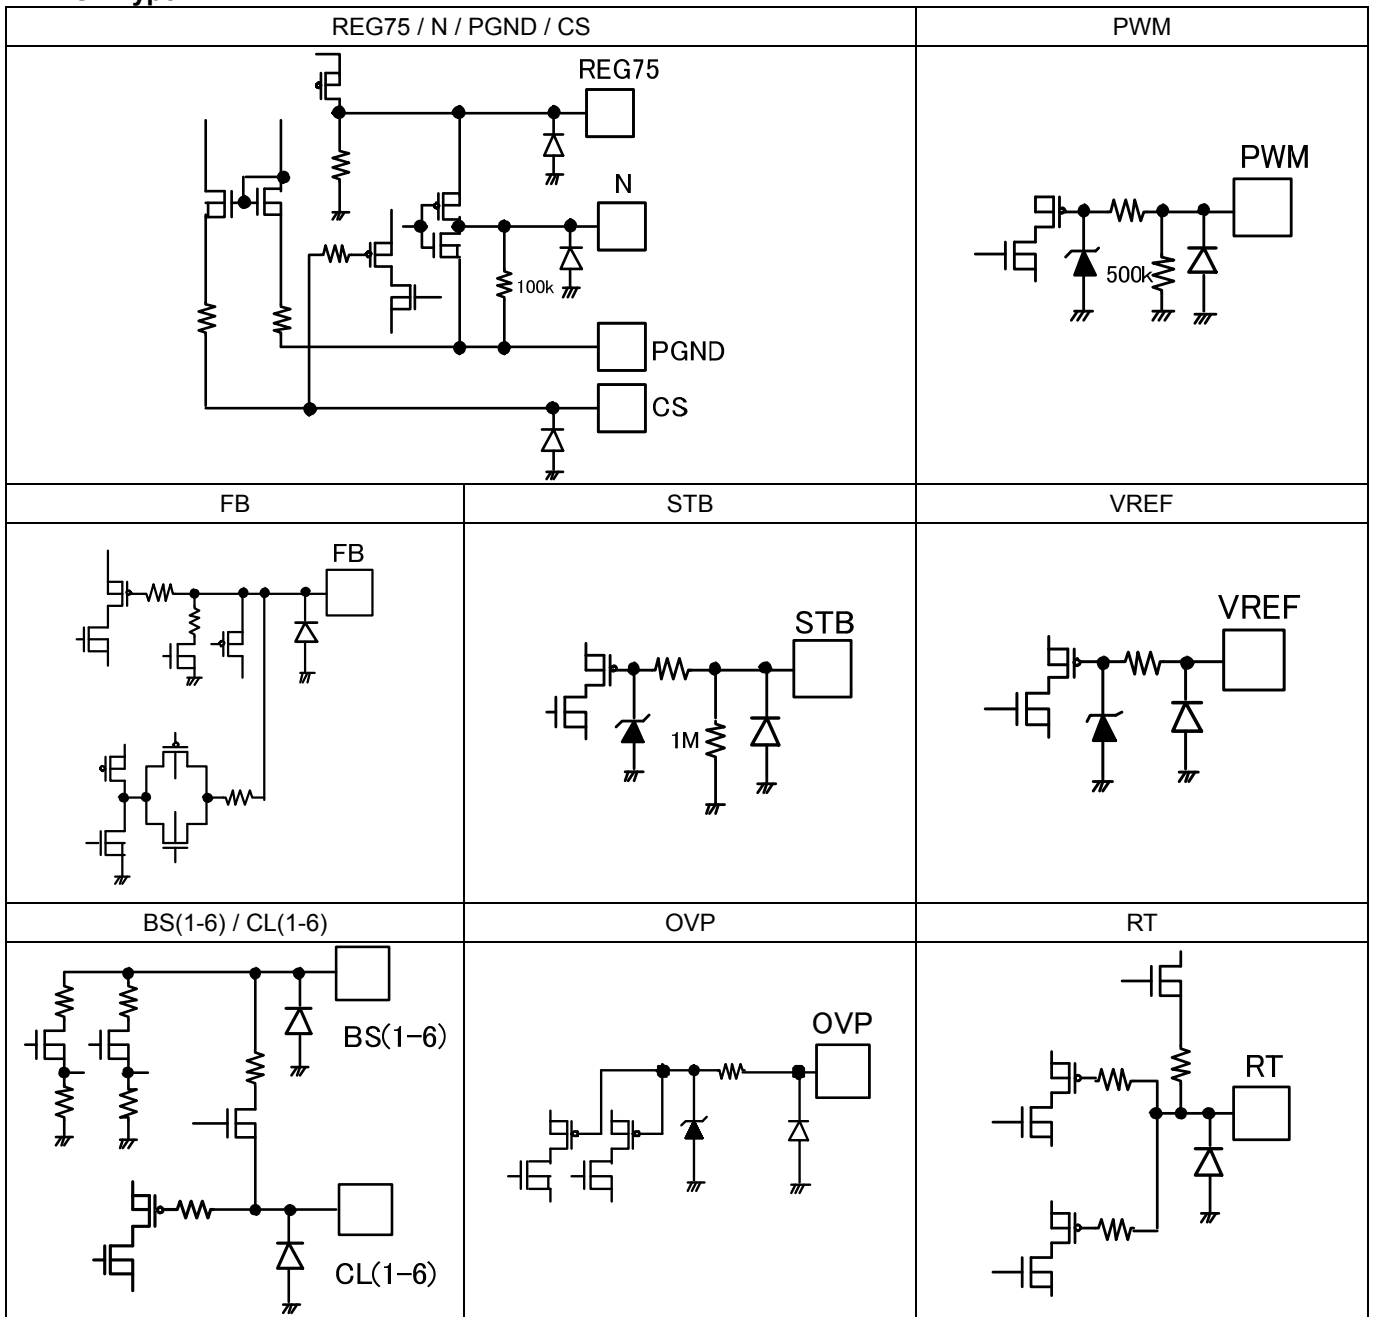 REG75 / N / PGND / CS
PWM
REG75
N
100k
PGND
CS
PWM
500k
FB
STB
VREF
FB
STB
1M
VREF
BS(1-6) / CL(1-6)
OVP
RT
BS(1-6)
CL(1-6)
OVP
RT